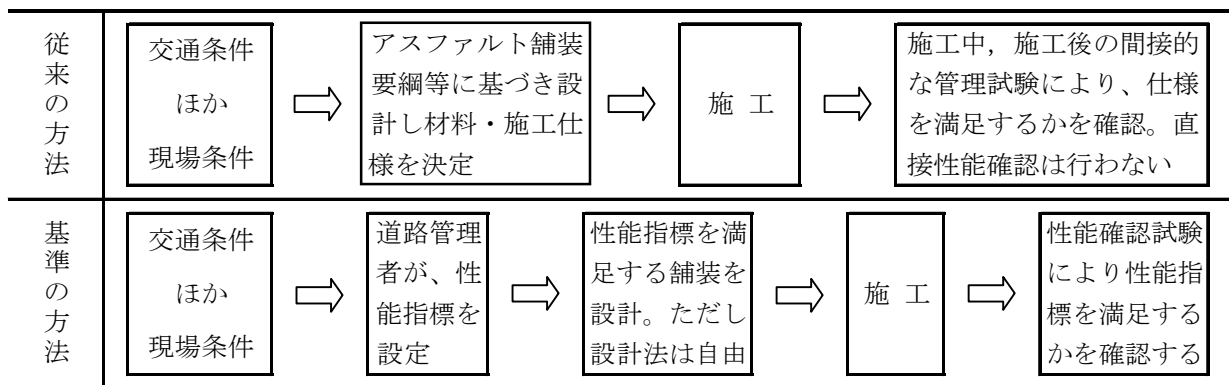 従来の方法
交通条件
ほか
現場条件
アスファルト舗装
要綱等に基づき設
計し材料・施工仕
様を決定
施 工
施工中，施工後の間接的
な管理試験により、仕様
を満足するかを確認。直
接性能確認は行わない
基準の方法
交通条件
ほか
現場条件
道路管理
者が、性
能指標を
設定
性能指標を満
足する舗装を
設計。ただし
設計法は自由
施 工
性能確認試験
により性能指
標を満足する
かを確認する